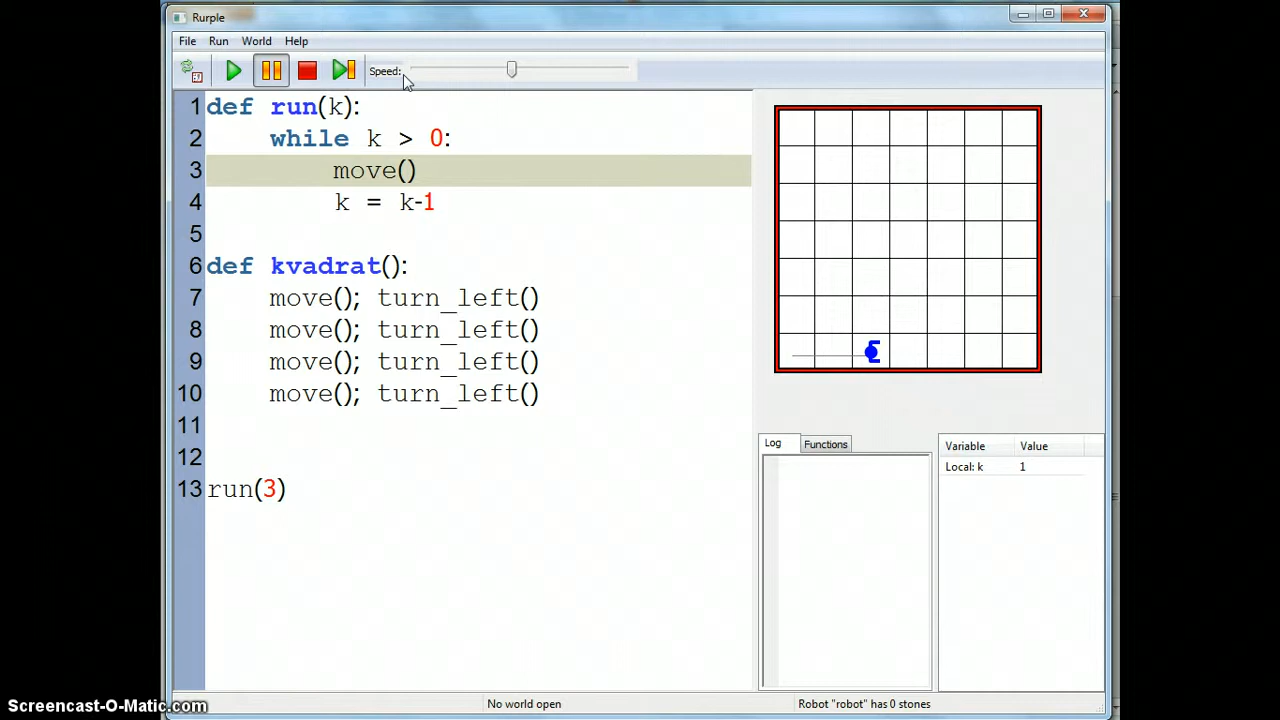 Rurple
File Run World Help
Speed:
1 def run(k):
2 while k > 0:
3 move()
4 k = k-1
5
6 def kvadrat():
7 move(); turn_left()
8 move(); turn_left()
9 move(); turn_left()
10 move(); turn_left()
11
12
13 run(3)
Log Functions
Variable Value
Local: k 1
No world open
Robot "robot" has 0 stones
Screencast-O-Matic.com